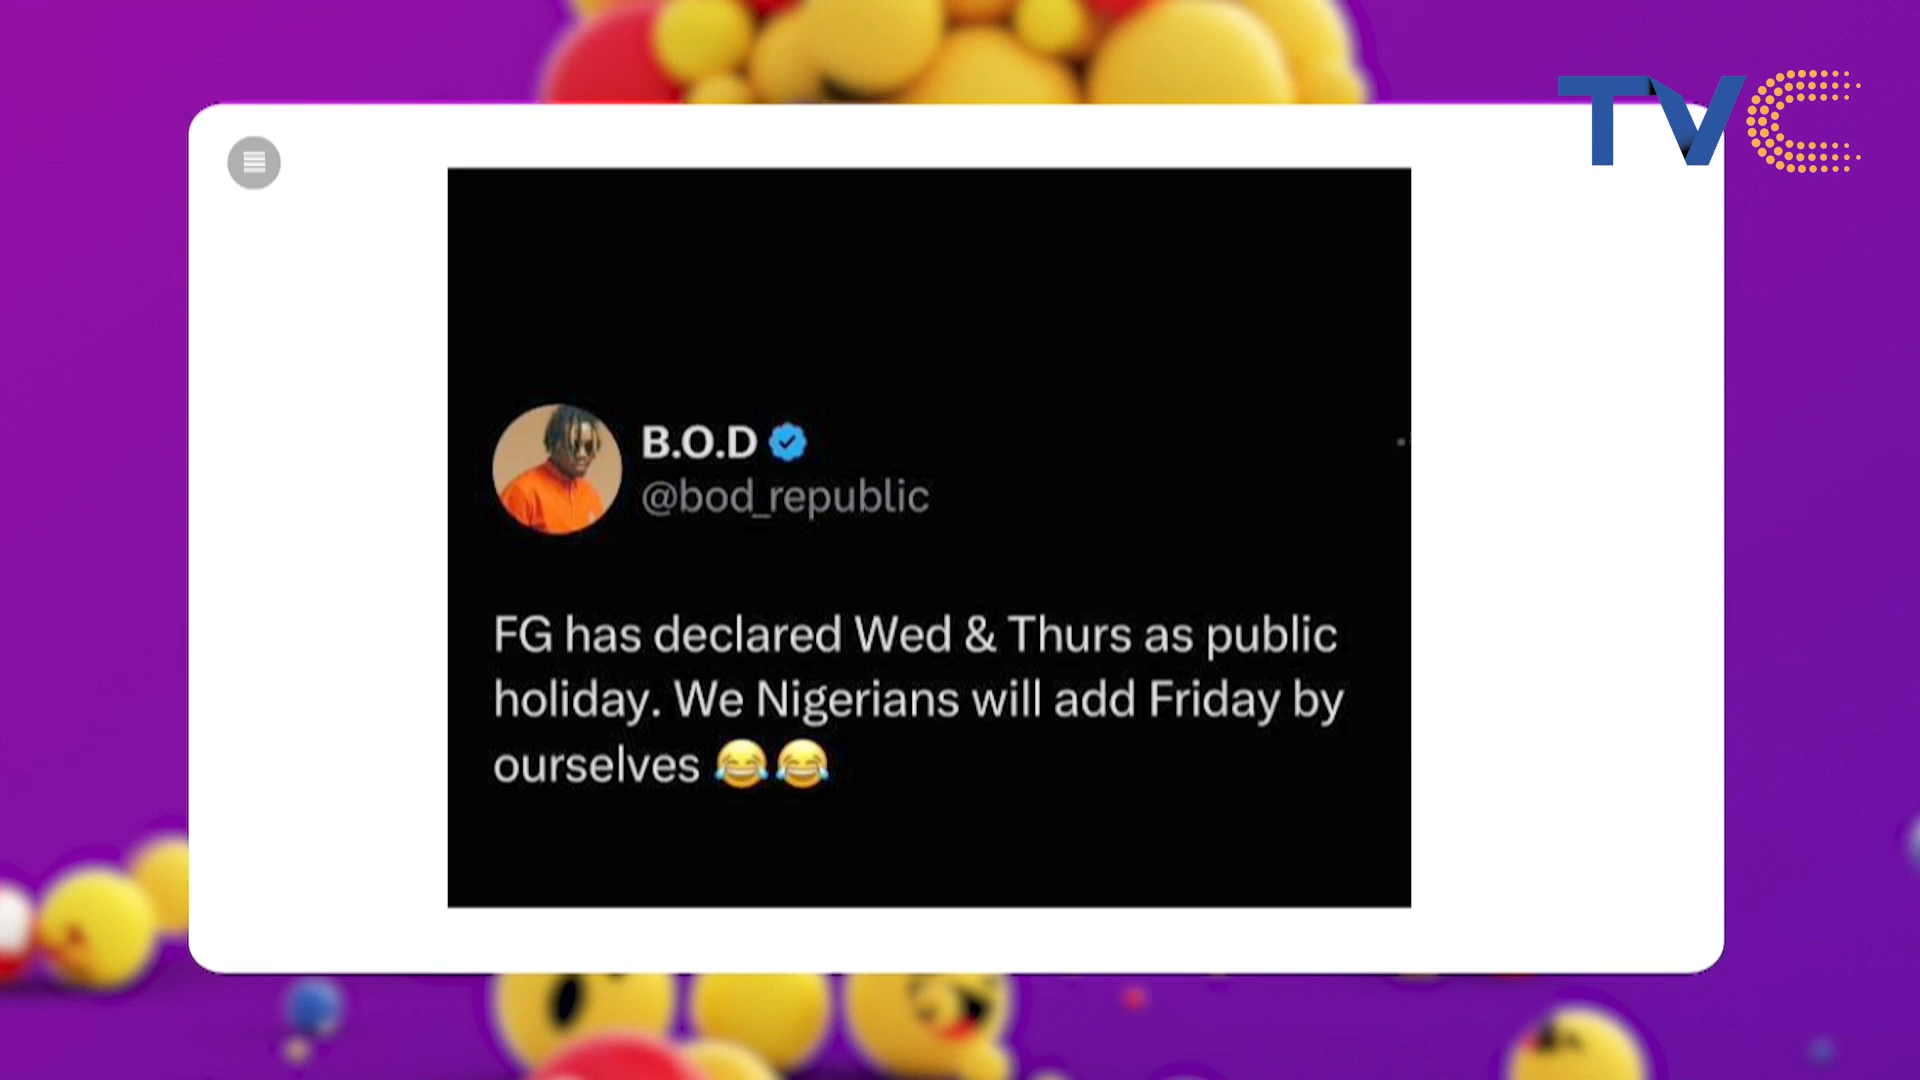 TVC
B.O.D
@bod_republic
FG has declared Wed & Thurs as public
holiday. We Nigerians will add Friday by
ourselves 😂😂